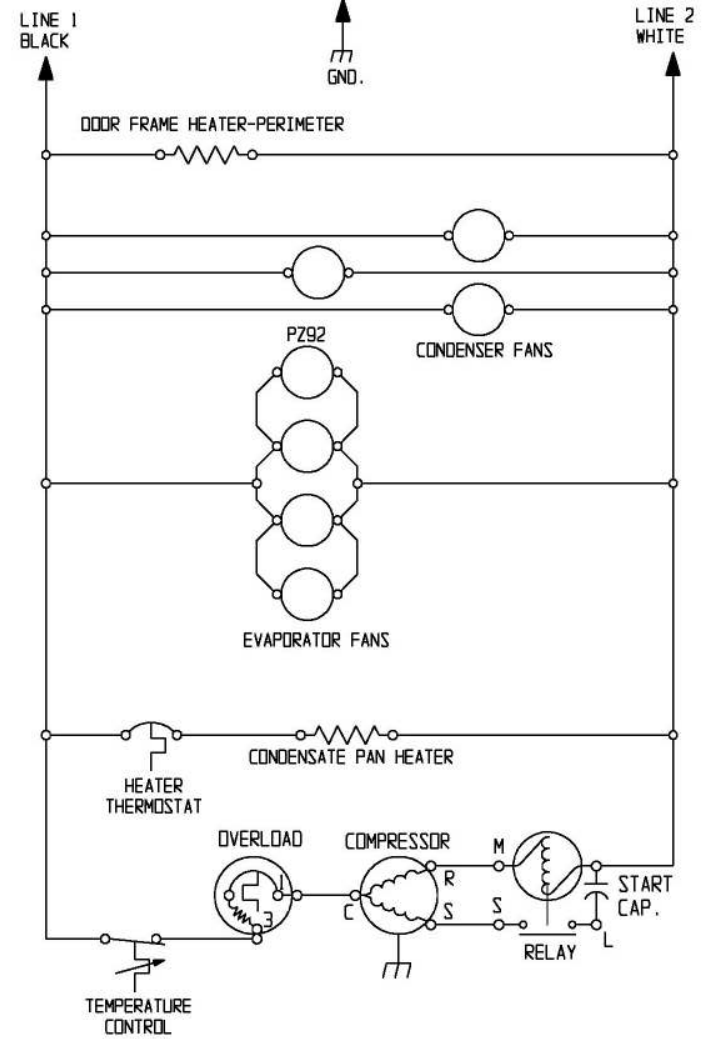 LINE 1
BLACK
GND.
LINE 2
WHITE
DOOR FRAME HEATER-PERIMETER
CONDENSER FANS
PZ92
EVAPORATOR FANS
CONDENSATE PAN HEATER
HEATER
THERMOSTAT
OVERLOAD
COMPRESSOR
M
1
R
START
CAP.
C
3
S
S
L
RELAY
TEMPERATURE
CONTROL